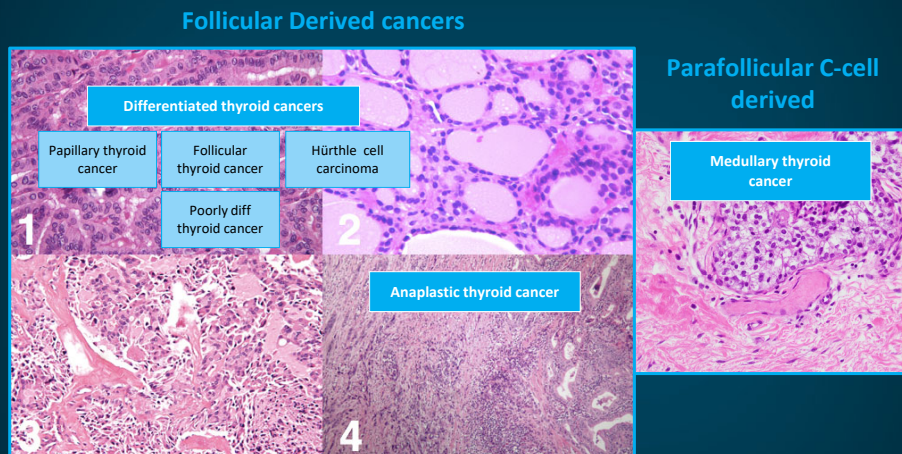 Follicular Derived cancers
Parafollicular C-cell
derived
Differentiated thyroid cancers
Papillary thyroid
cancer
Follicular
thyroid cancer
Hürthle cell
carcinoma
Poorly diff
thyroid cancer
Medullary thyroid
cancer
1
2
Anaplastic thyroid cancer
3
4